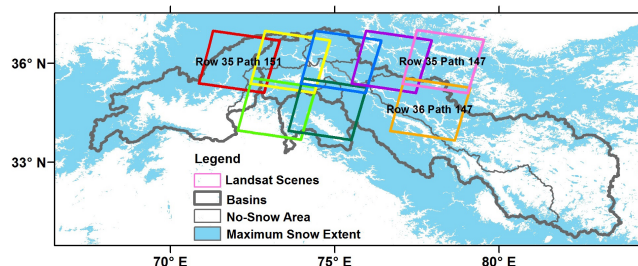 36° N
Row 35 Path 151
Row 35 Path 147
Row 36 Path 147
33° N
Legend
Landsat Scenes
Basins
No-Snow Area
Maximum Snow Extent
70° E
75° E
80° E